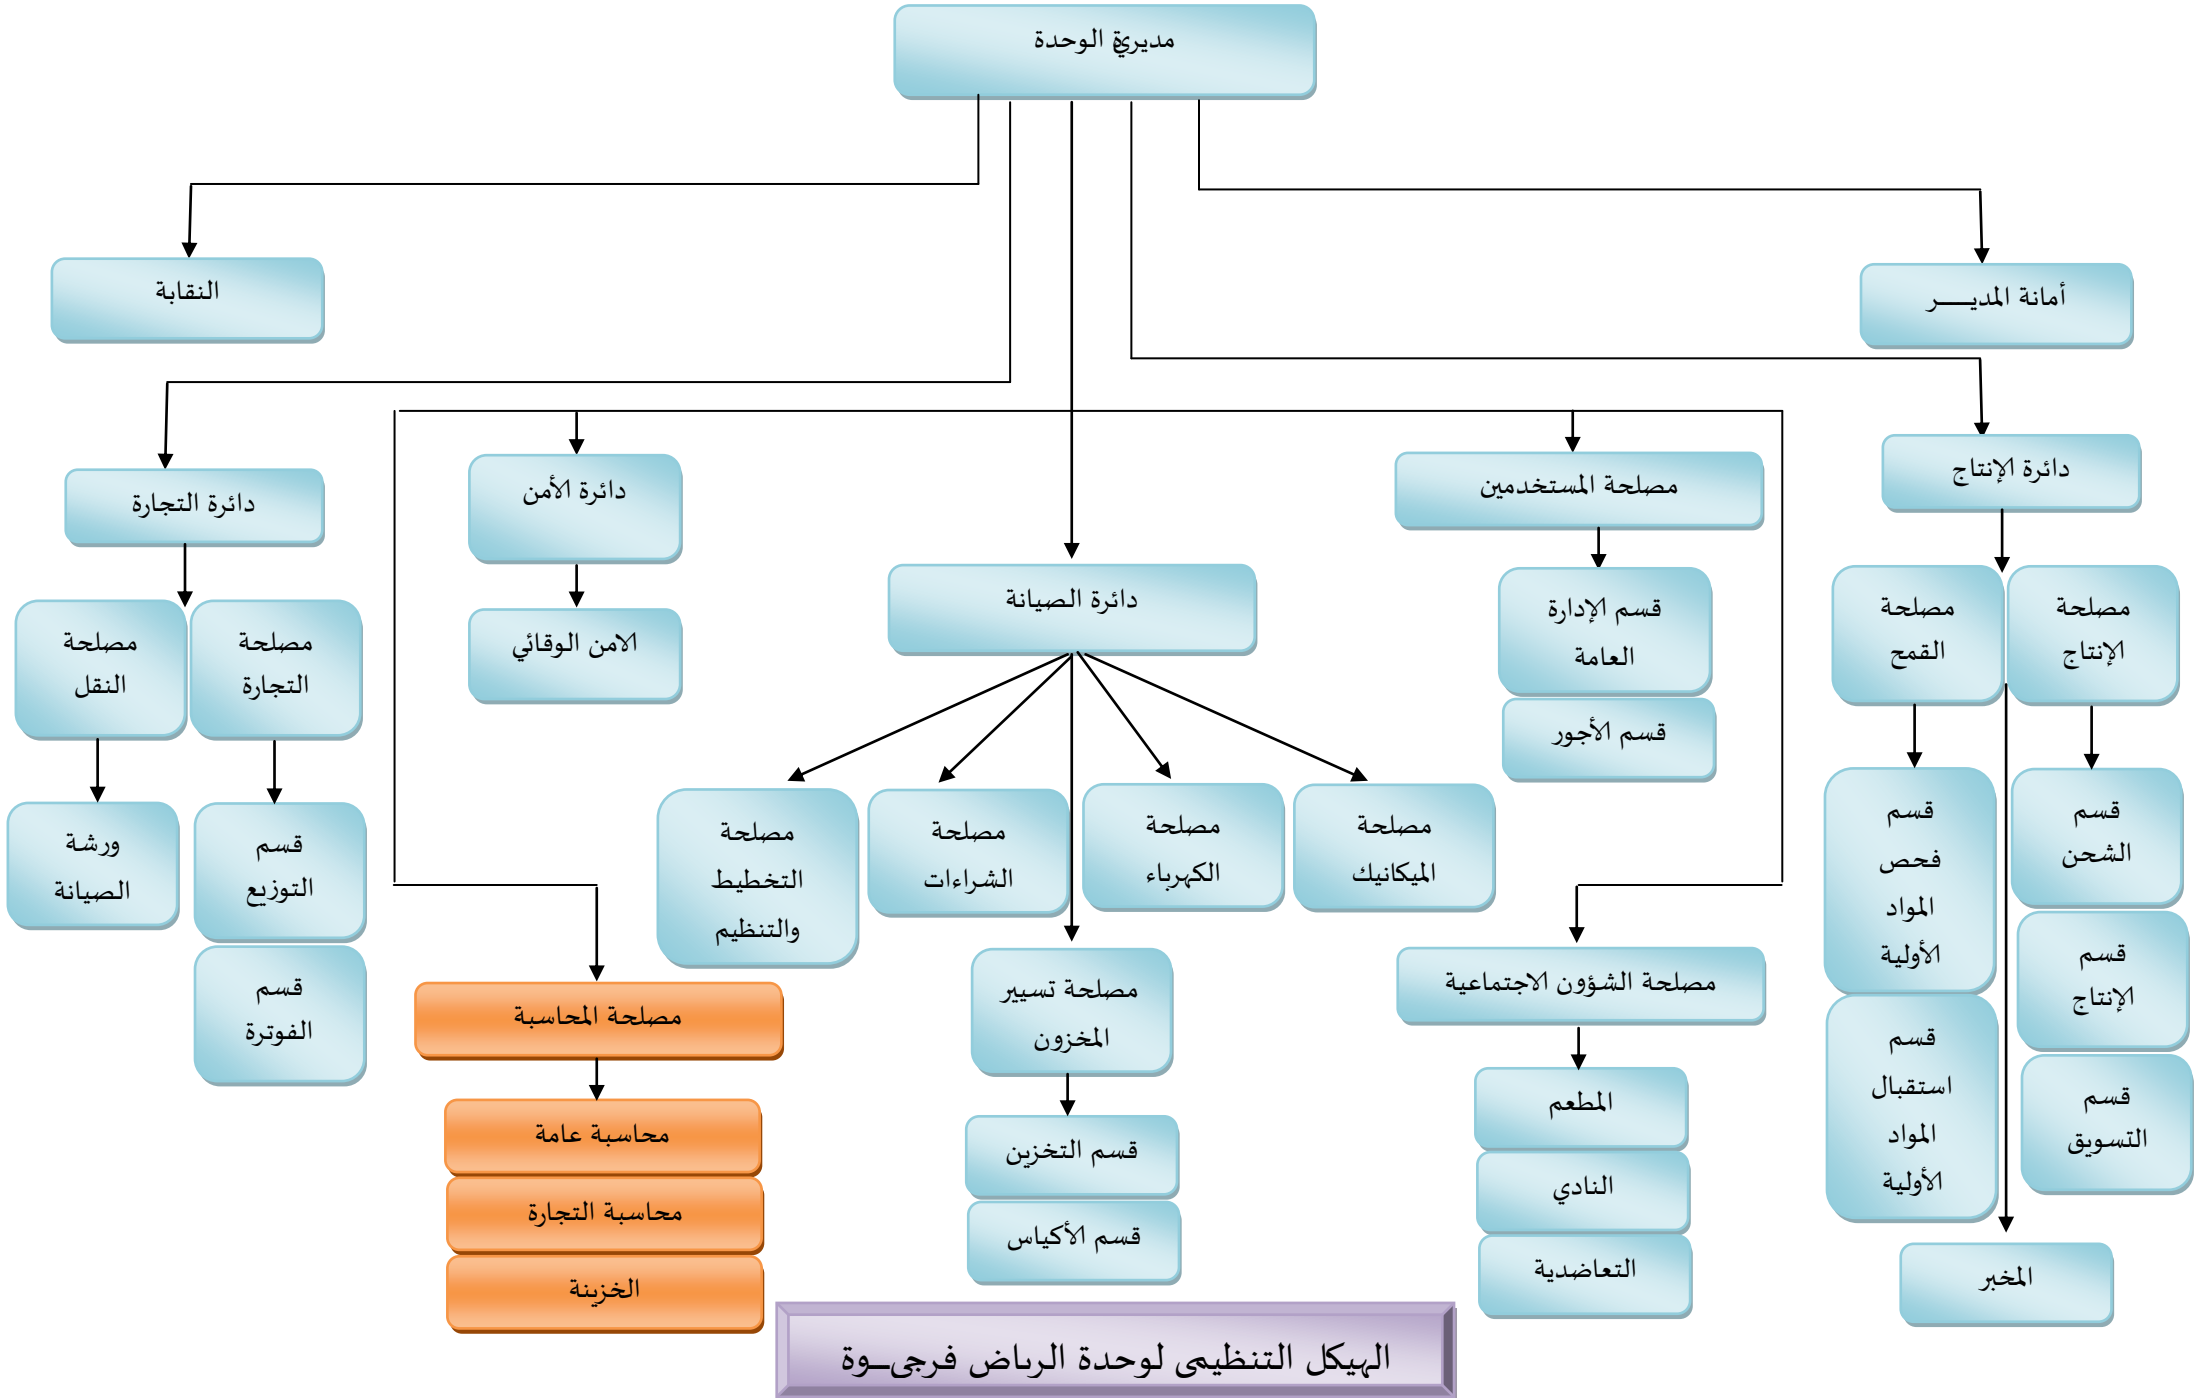 مديرية الوحدة
النقابة
أمانة المديـــــر
دائرة الإنتاج
مصلحة المستخدمين
دائرة الأمن
دائرة التجارة
دائرة الصيانة
مصلحة
الإنتاج
مصلحة
القمح
قسم الإدارة
العامة
قسم الأجور
الامن الوقائي
مصلحة
التجارة
مصلحة
النقل
قسم
الشحن
قسم
الإنتاج
قسم
التسويق
قسم
فحص
المواد
الأولية
قسم
استقبال
المواد
الأولية
المخبر
مصلحة
الميكانيك
مصلحة
الكهرباء
مصلحة
الشراءات
مصلحة
التخطيط
والتنظيم
قسم
التوزيع
قسم
الفوترة
ورشة
الصيانة
مصلحة الشؤون الاجتماعية
المطعم
النادي
التعاضدية
مصلحة تسيير
المخزون
قسم التخزين
قسم الأكياس
مصلحة المحاسبة
محاسبة عامة
محاسبة التجارة
الخزينة
الهيكل التنظيمي لوحدة الرياض فرجيــوة